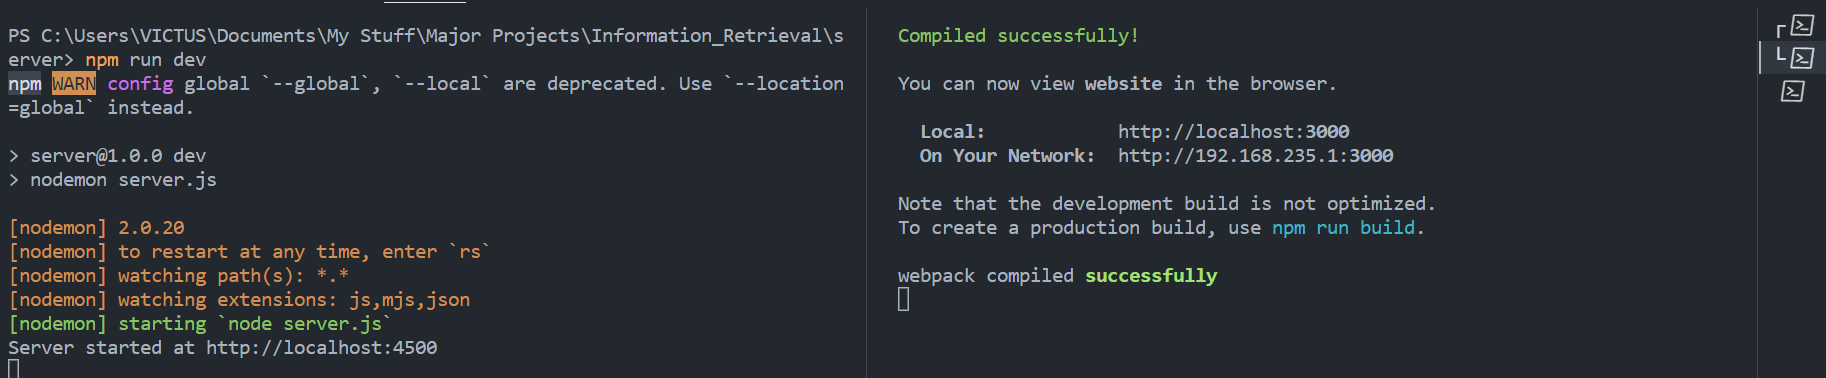 PS C:\Users\VICTUS\Documents\My Stuff\Major Projects\Information_Retrieval\s
erver> npm run dev
npm WARN config global `--global`, `--local` are deprecated. Use `--location
=global` instead.
> server@1.0.0 dev
> nodemon server.js
[nodemon] 2.0.20
[nodemon] to restart at any time, enter `rs`
[nodemon] watching path(s): *.*
[nodemon] watching extensions: js,mjs,json
[nodemon] starting `node server.js`
Server started at http://localhost:4500
Compiled successfully!
You can now view website in the browser.
Local: http://localhost:3000
On Your Network: http://192.168.235.1:3000
Note that the development build is not optimized.
To create a production build, use npm run build.
webpack compiled successfully